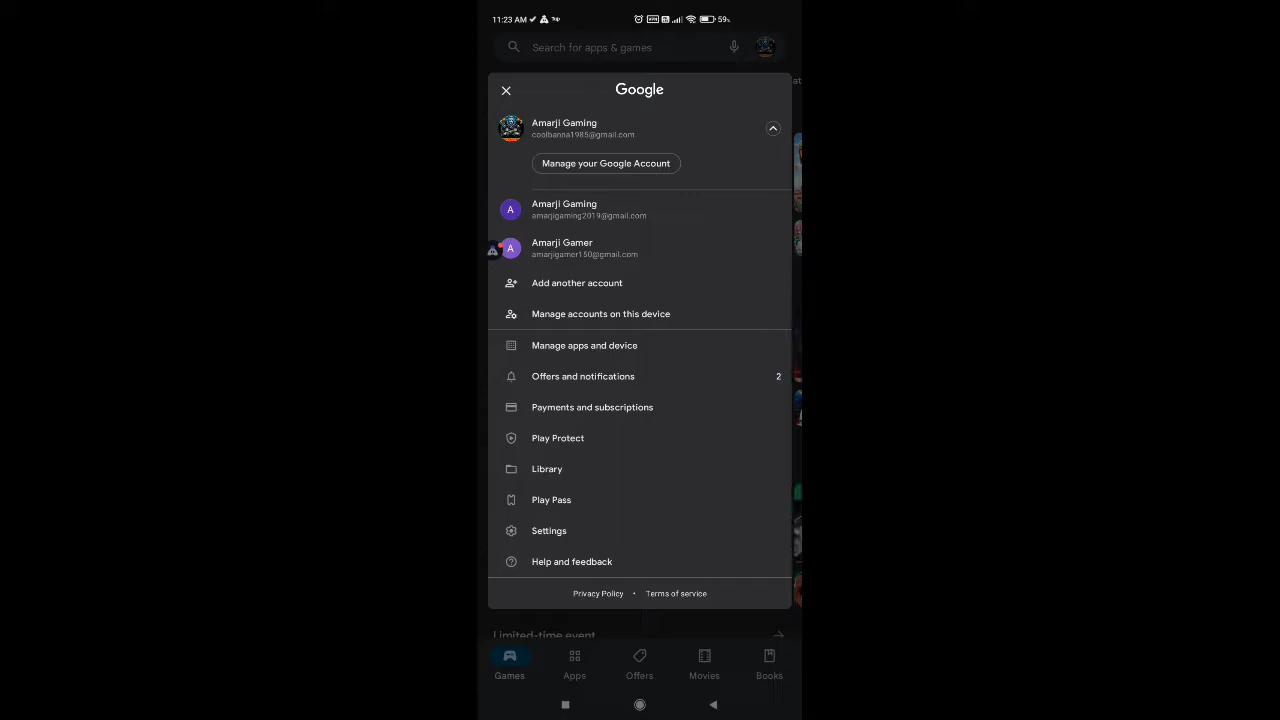 11:23 AM
59%
Search for apps & games
Google
Amarji Gaming
coolbanna1985@gmail.com
Manage your Google Account
Amarji Gaming
amarjigaming2019@gmail.com
A
Amarji Gamer
amarjigamer150@gmail.com
A
Add another account
Manage accounts on this device
Manage apps and device
Offers and notifications 2
Payments and subscriptions
Play Protect
Library
Play Pass
Settings
Help and feedback
Privacy Policy • Terms of service
Limited-time event
Games Apps Offers Movies Books